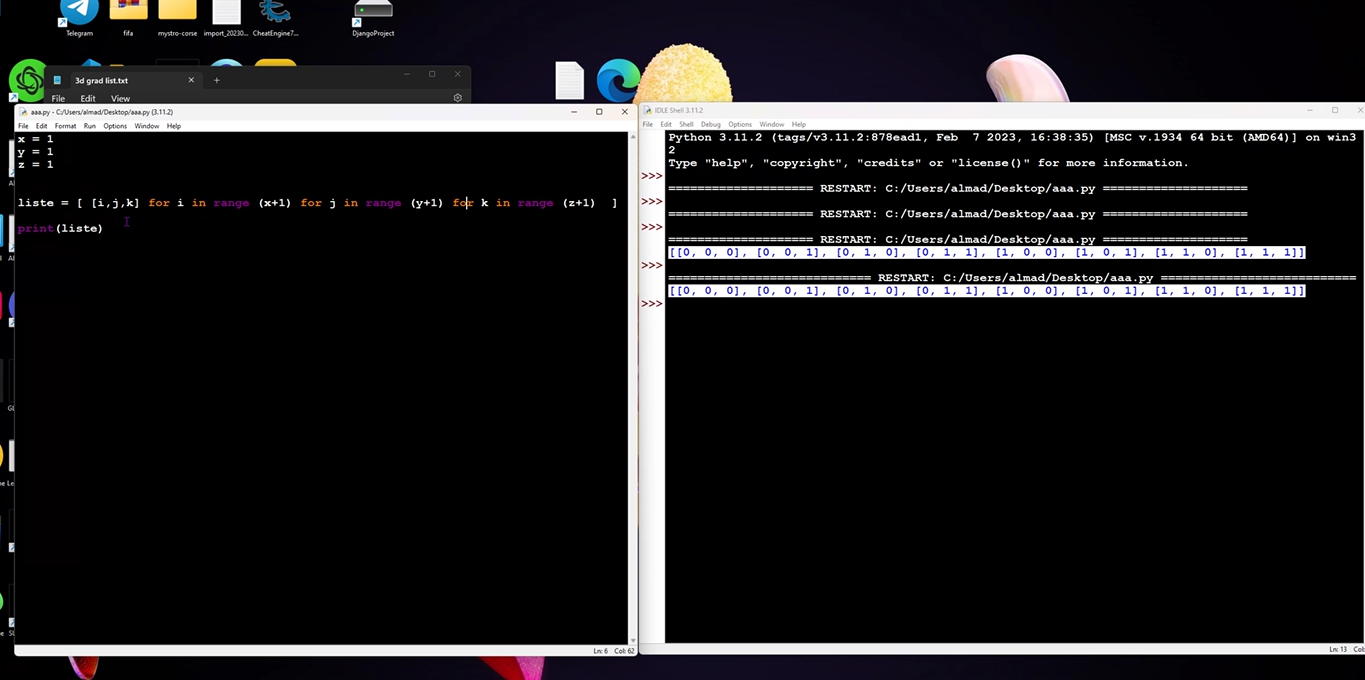 Telegram
fifa
mystro-corse
import_20230...
CheatEngine7...
DjangoProject
3d grad list.txt
File Edit View
aaa.py - C:/Users/almad/Desktop/aaa.py (3.11.2)
File Edit Format Run Options Window Help
x = 1
y = 1
z = 1
liste = [ [i,j,k] for i in range (x+1) for j in range (y+1) for k in range (z+1) ]
print(liste)
Ln: 6 Col: 62
IDLE Shell 3.11.2
File Edit Shell Debug Options Window Help
Python 3.11.2 (tags/v3.11.2:878ead1, Feb 7 2023, 16:38:35) [MSC v.1934 64 bit (AMD64)] on win3
2
Type "help", "copyright", "credits" or "license()" for more information.
>>>
==================== RESTART: C:/Users/almad/Desktop/aaa.py ====================
>>>
==================== RESTART: C:/Users/almad/Desktop/aaa.py ====================
>>>
==================== RESTART: C:/Users/almad/Desktop/aaa.py ====================
[[0, 0, 0], [0, 0, 1], [0, 1, 0], [0, 1, 1], [1, 0, 0], [1, 0, 1], [1, 1, 0], [1, 1, 1]]
>>>
============================ RESTART: C:/Users/almad/Desktop/aaa.py ===========================
[[0, 0, 0], [0, 0, 1], [0, 1, 0], [0, 1, 1], [1, 0, 0], [1, 0, 1], [1, 1, 0], [1, 1, 1]]
>>>
Ln: 13 Col: